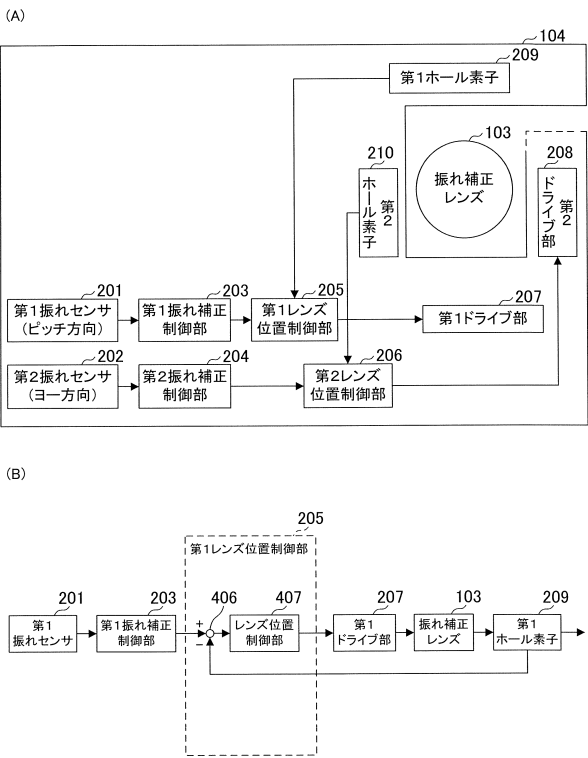 (A)
104
209
第1ホール素子
103
振れ補正
レンズ
210
第2
ホール素子
208
第2
ドライブ部
201
第1振れセンサ
(ピッチ方向)
203
第1振れ補正
制御部
205
第1レンズ
位置制御部
207
第1ドライブ部
202
第2振れセンサ
(ヨー方向)
204
第2振れ補正
制御部
206
第2レンズ
位置制御部
(B)
205
第1レンズ位置制御部
201
第1
振れセンサ
203
第1振れ補正
制御部
+
−
406
407
レンズ位置
制御部
207
第1
ドライブ部
103
振れ補正
レンズ
209
第1
ホール素子